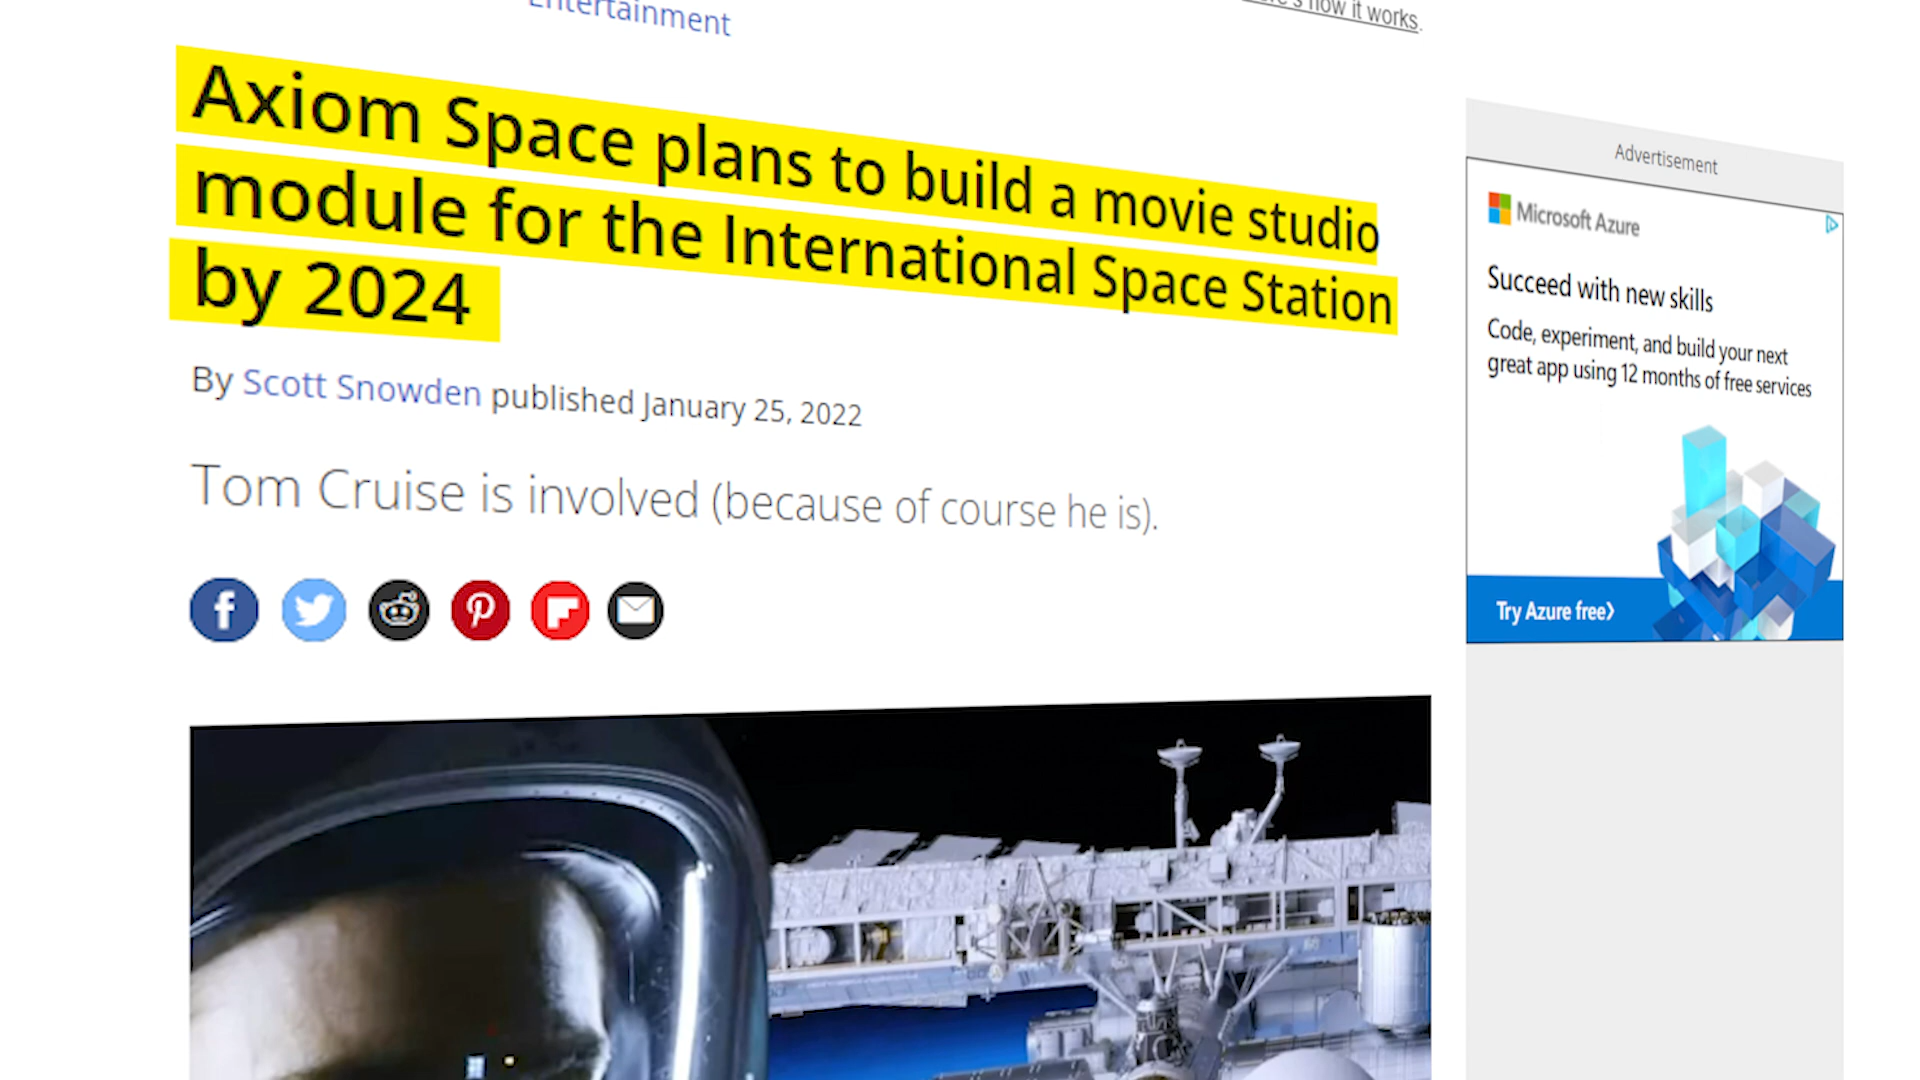 Entertainment
how it works.
Axiom Space plans to build a movie studio
module for the International Space Station
by 2024
By Scott Snowden published January 25, 2022
Tom Cruise is involved (because of course he is).
Advertisement
Microsoft Azure
Succeed with new skills
Code, experiment, and build your next
great app using 12 months of free services
Try Azure free>